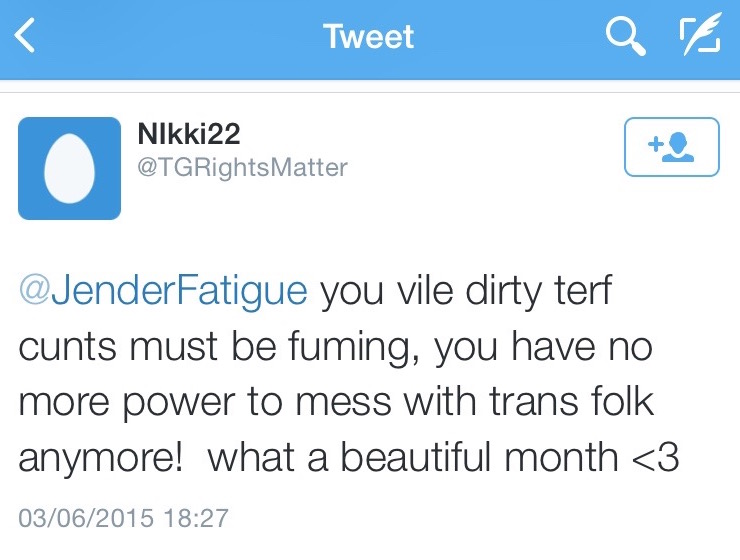 Tweet
NIkki22
@TGRightsMatter
@JenderFatigue you vile dirty terf
cunts must be fuming, you have no
more power to mess with trans folk
anymore!  what a beautiful month <3
03/06/2015 18:27